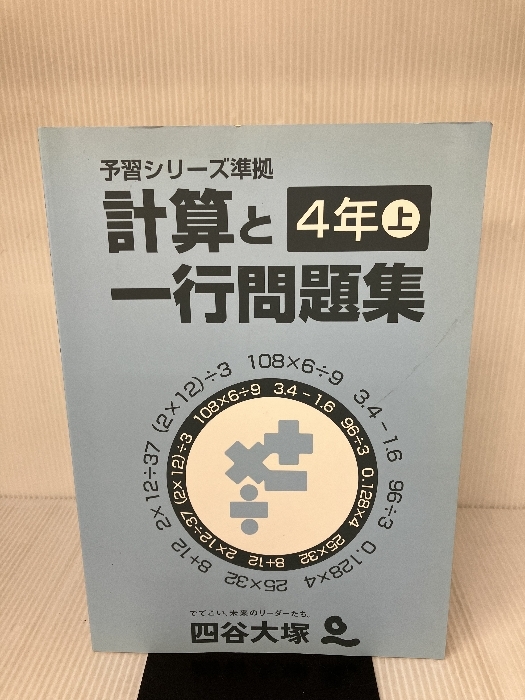 予習シリーズ準拠
計算と 4年上
一行問題集
108×6÷9 3.4－1.6 96÷3 0.128×4 25×32 8+12 2×12÷37 (2×12)÷3
108×6÷9 3.4－1.6 96÷3 0.128×4 25×32 8+12 2×12÷37 (2×12)÷3
+
×
−
÷
でてこい、未来のリーダーたち。
四谷大塚